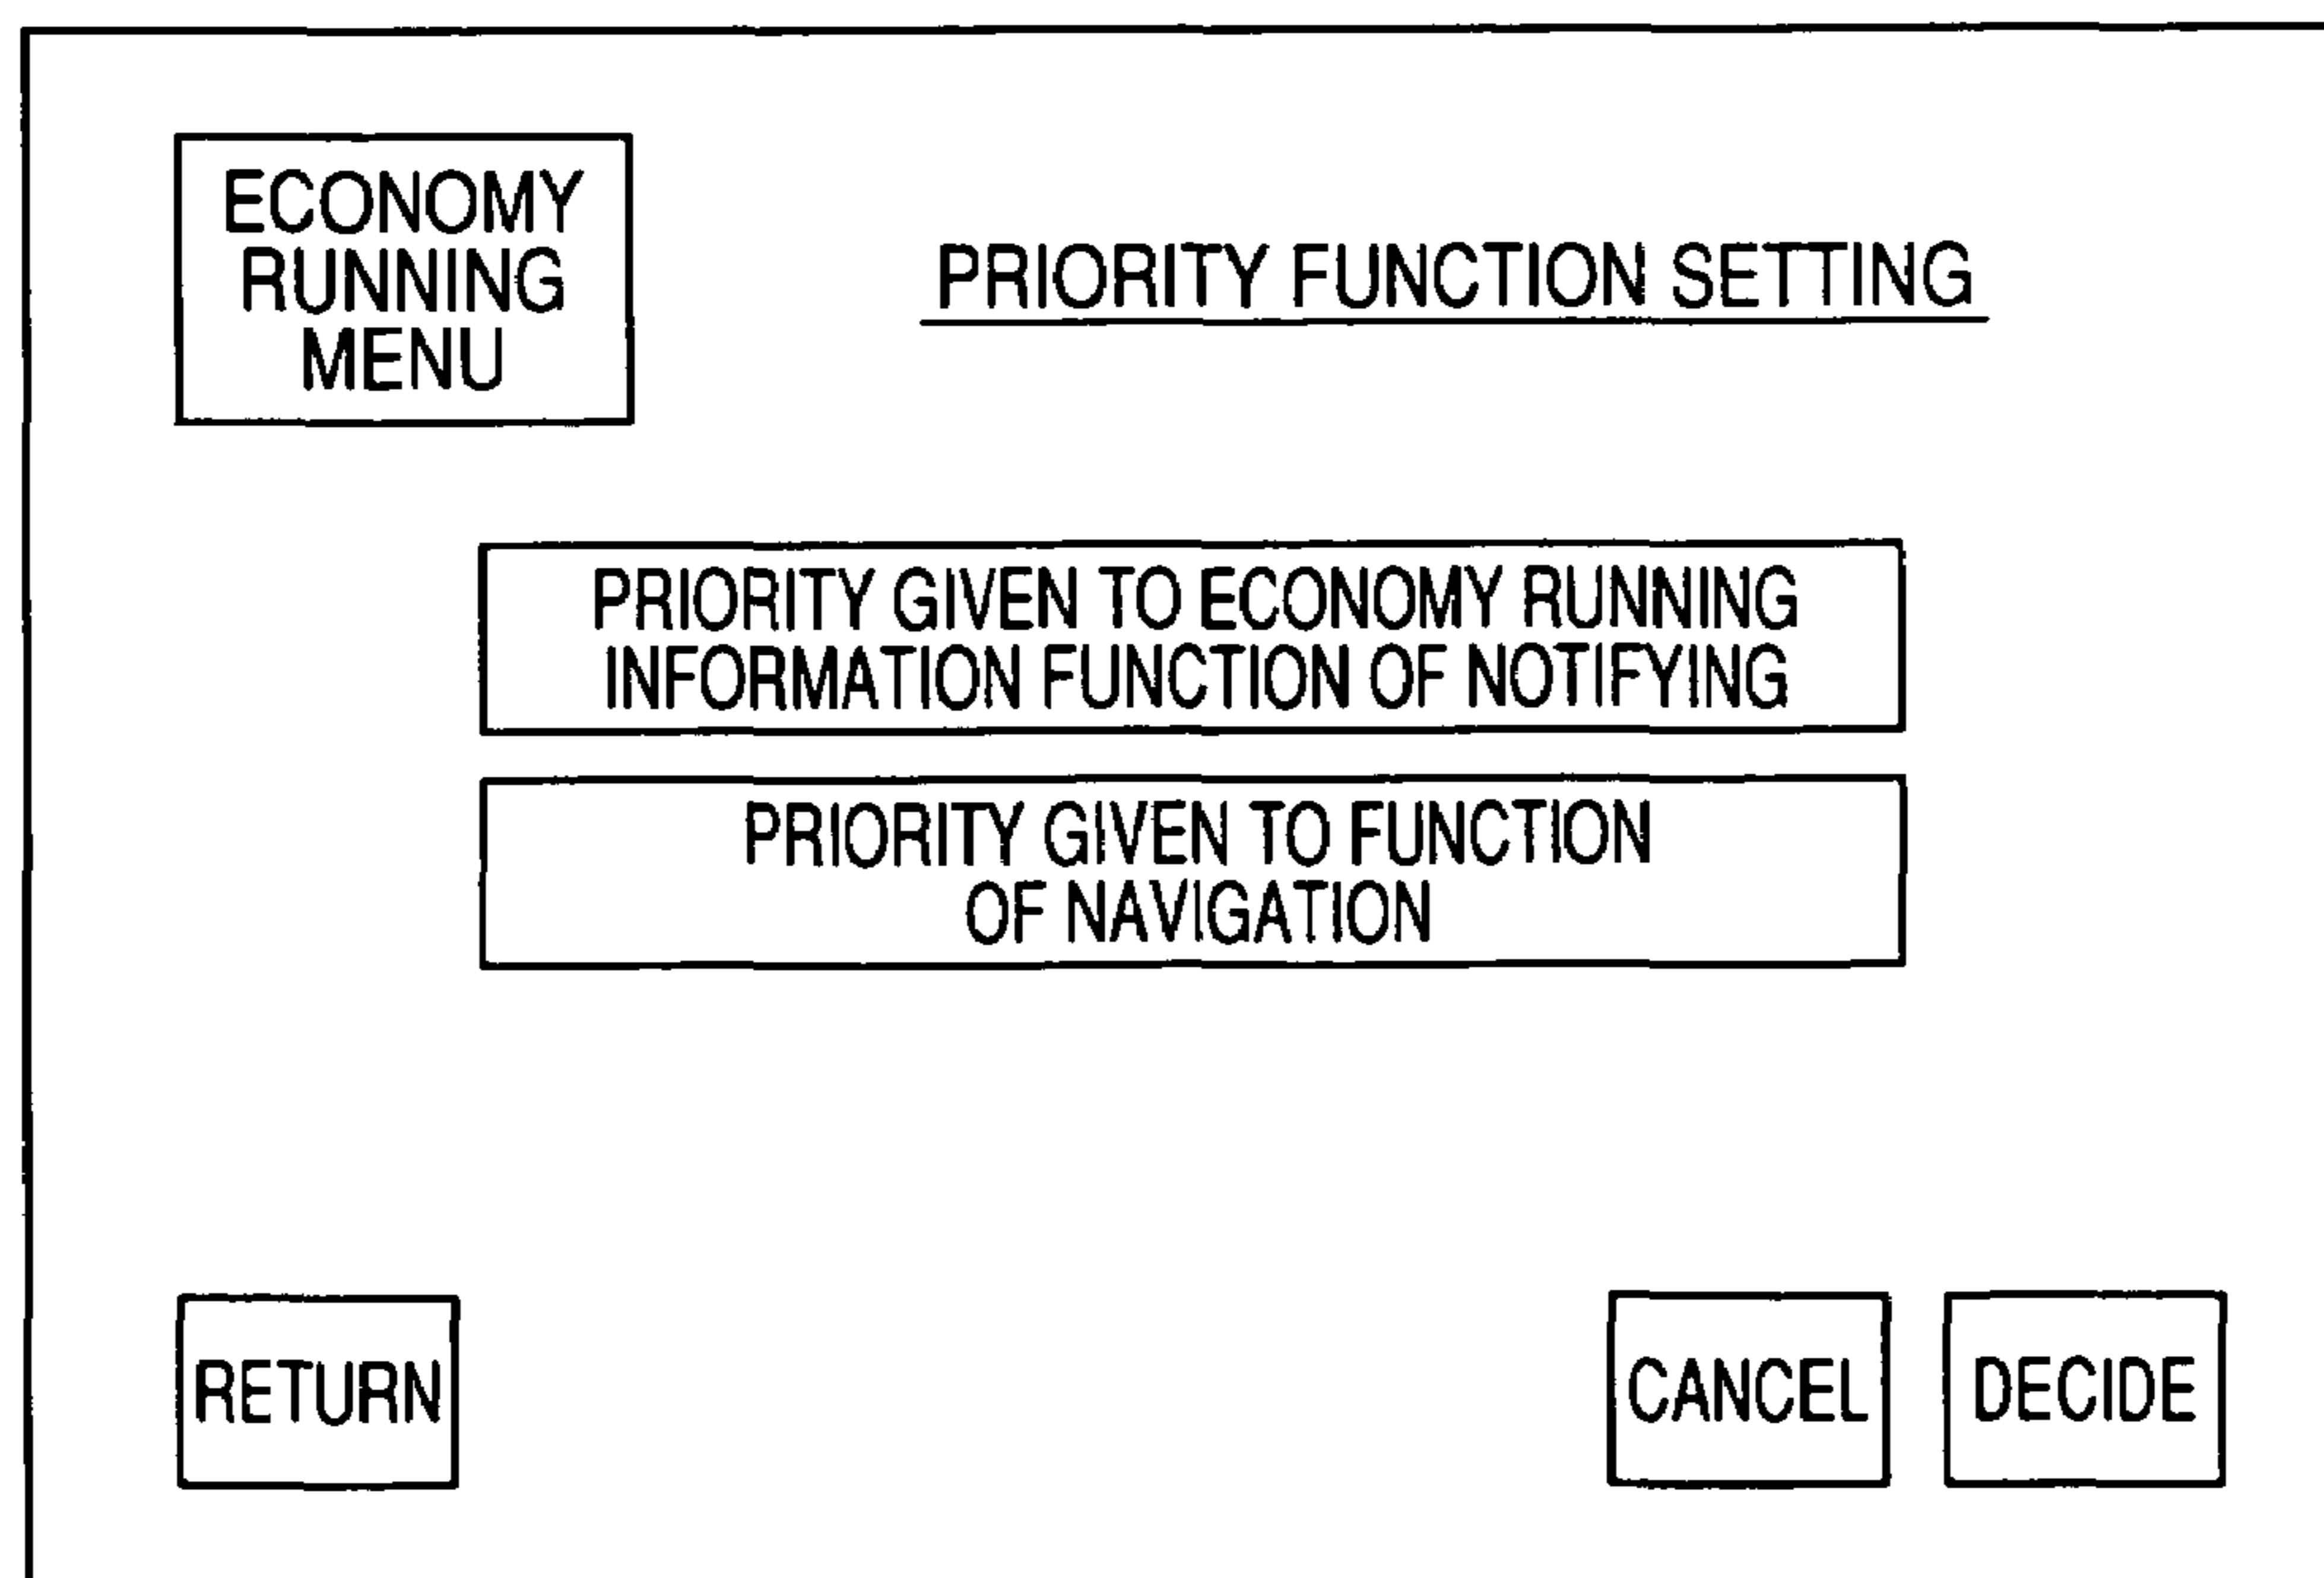 ECONOMY
RUNNING
MENU
PRIORITY FUNCTION SETTING
PRIORITY GIVEN TO ECONOMY RUNNING
INFORMATION FUNCTION OF NOTIFYING
PRIORITY GIVEN TO FUNCTION
OF NAVIGATION
RETURN
CANCEL
DECIDE